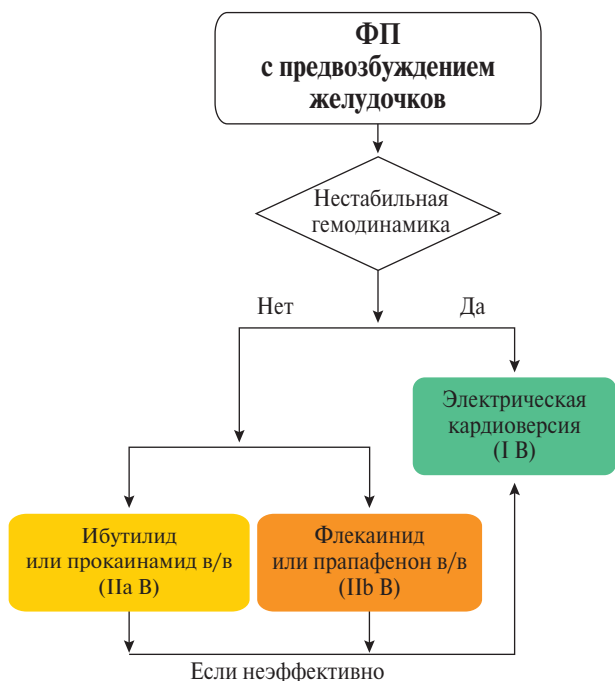 ФП
с предвозбуждением
желудочков
Нестабильная
гемодинамика
Нет
Да
Электрическая
кардиоверсия
(I B)
Ибутилид
или прокаинамид в/в
(IIa B)
Флекаинид
или прапафенон в/в
(IIb B)
Если неэффективно